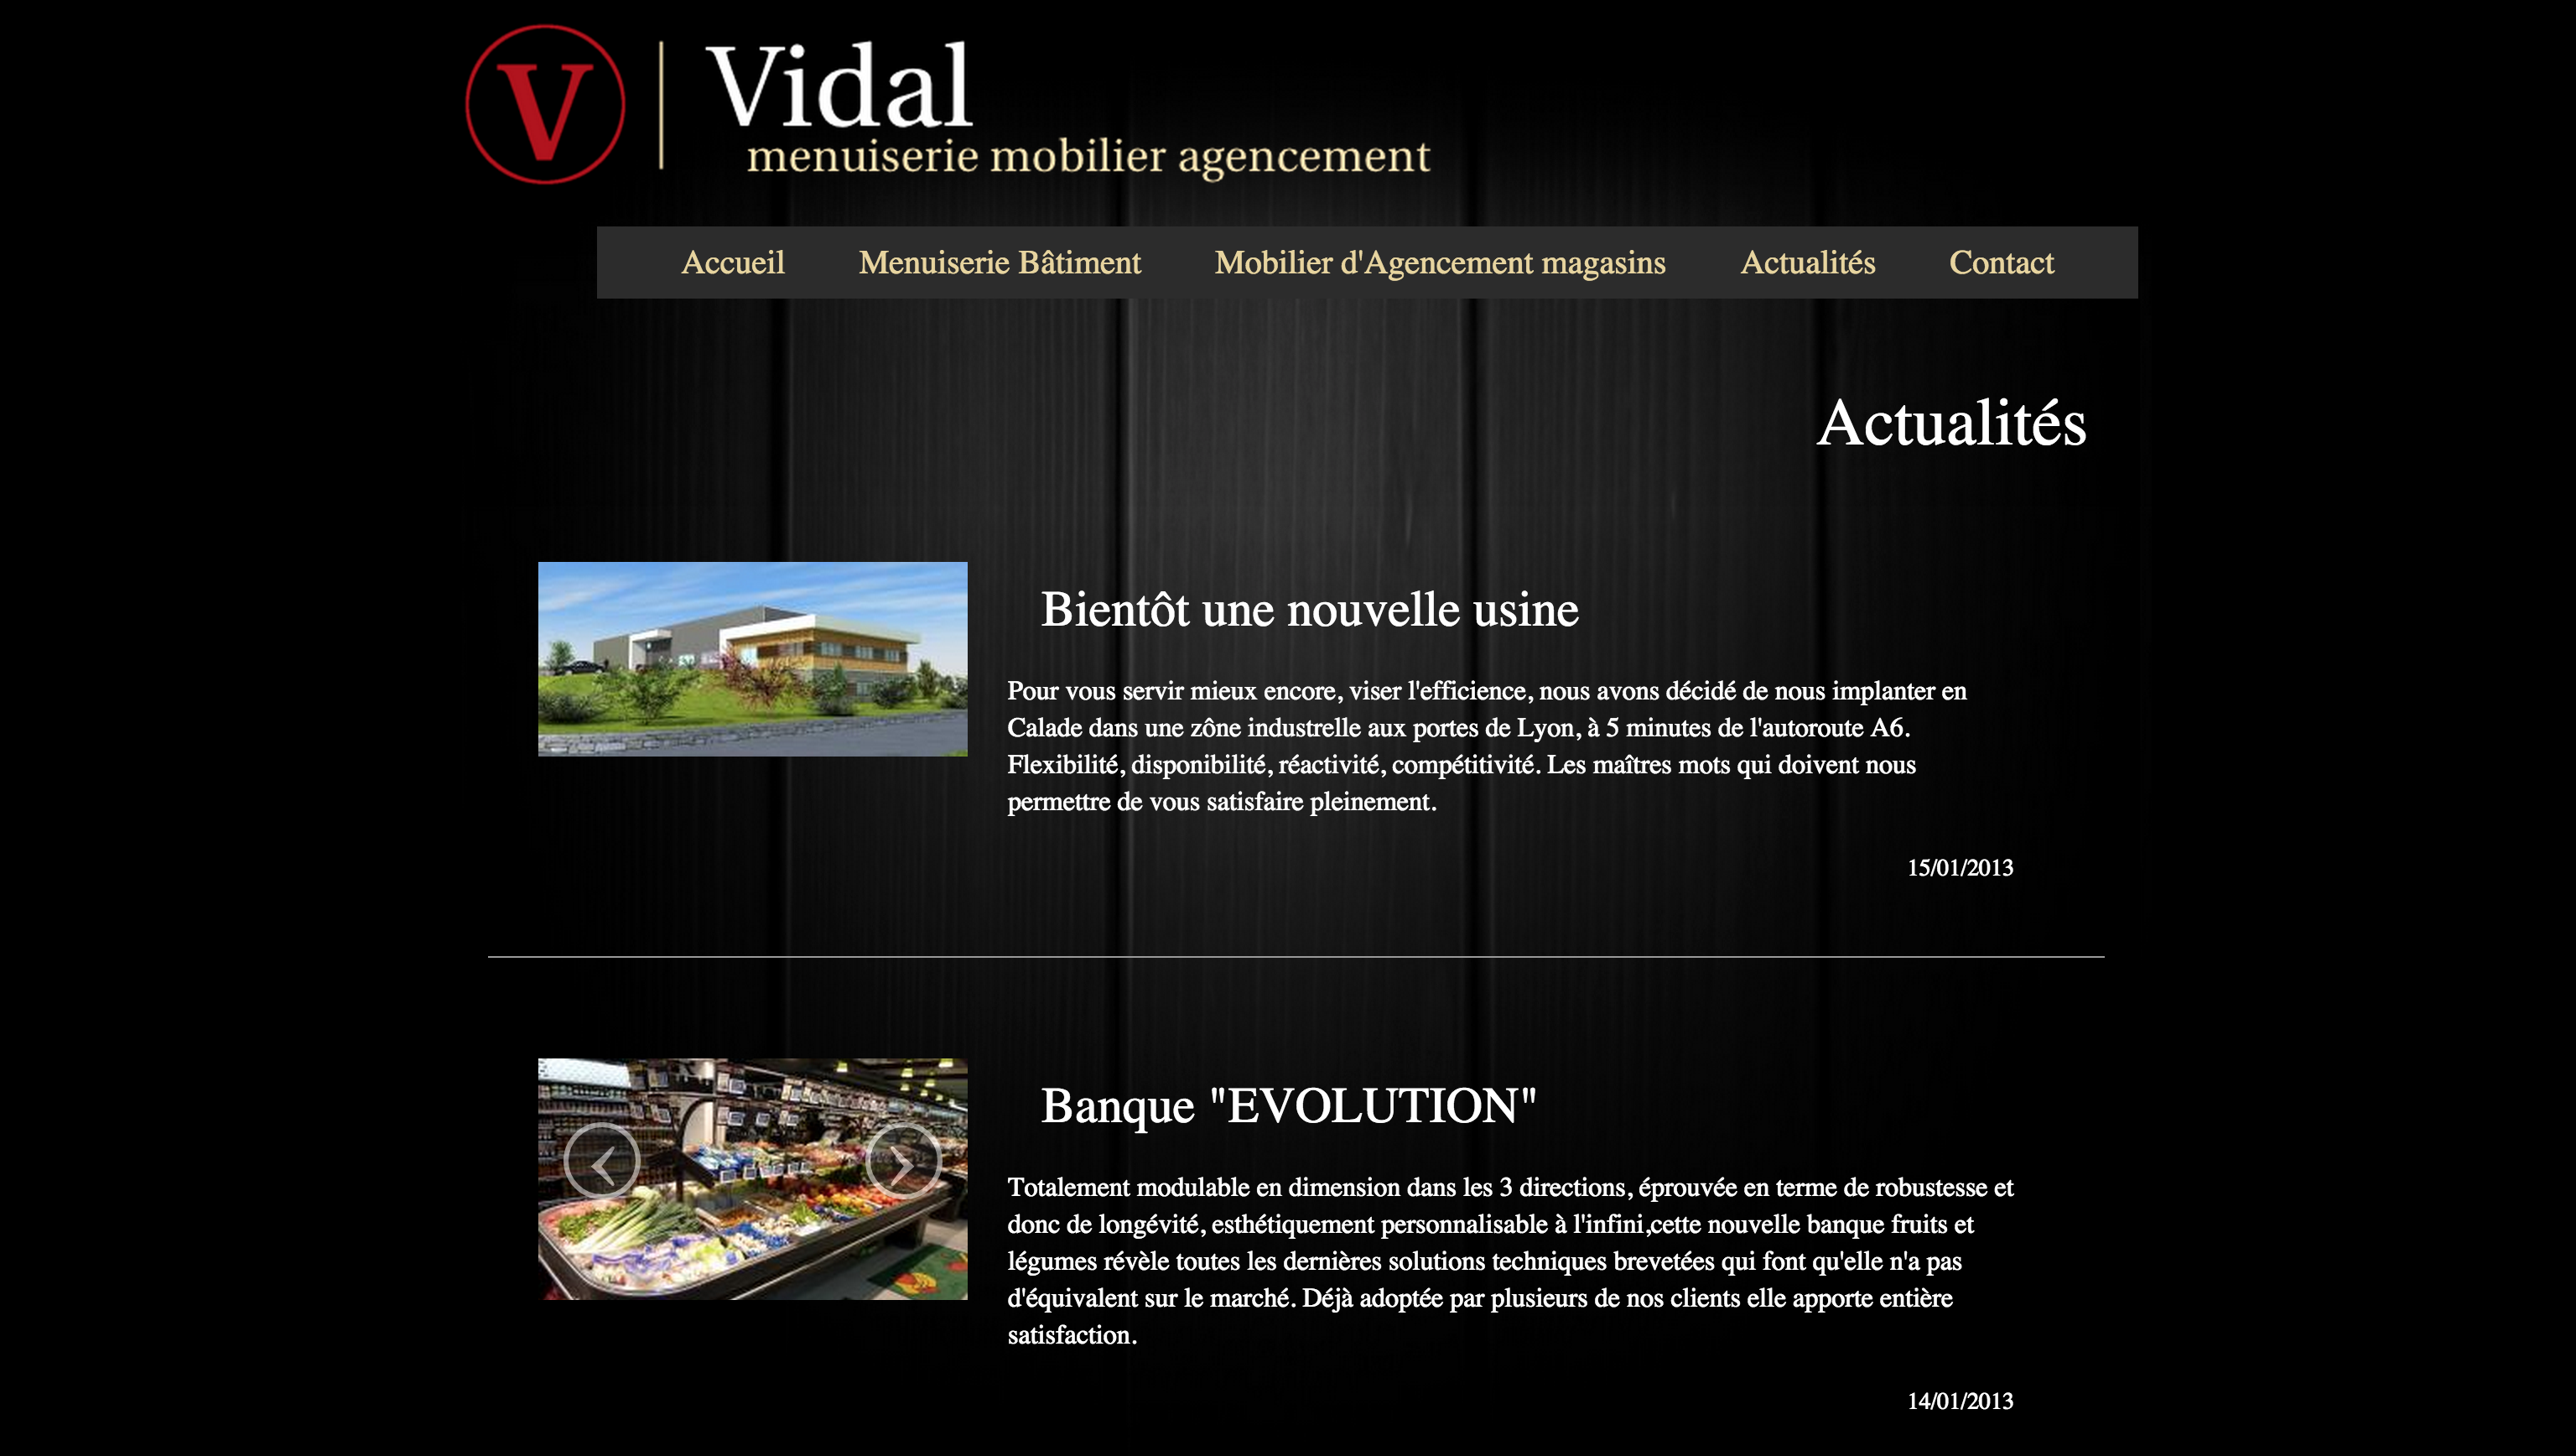 V
Vidal
menuiserie mobilier agencement
Accueil Menuiserie Bâtiment Mobilier d'Agencement magasins Actualités Contact
Actualités
Bientôt une nouvelle usine
Pour vous servir mieux encore, viser l'efficience, nous avons décidé de nous implanter en
Calade dans une zône industrelle aux portes de Lyon, à 5 minutes de l'autoroute A6.
Flexibilité, disponibilité, réactivité, compétitivité. Les maîtres mots qui doivent nous
permettre de vous satisfaire pleinement.
15/01/2013
Banque "EVOLUTION"
Totalement modulable en dimension dans les 3 directions, éprouvée en terme de robustesse et
donc de longévité, esthétiquement personnalisable à l'infini,cette nouvelle banque fruits et
légumes révèle toutes les dernières solutions techniques brevetées qui font qu'elle n'a pas
d'équivalent sur le marché. Déjà adoptée par plusieurs de nos clients elle apporte entière
satisfaction.
14/01/2013